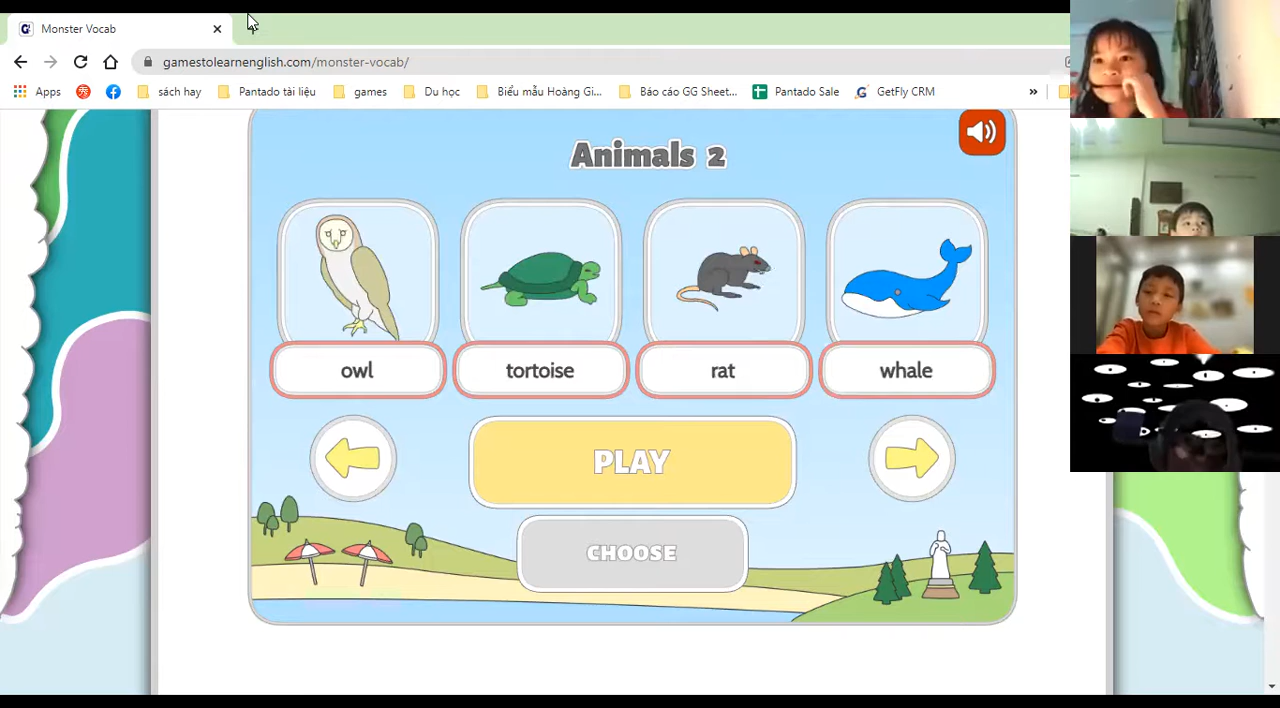 Monster Vocab
gamestolearnenglish.com/monster-vocab/
Apps sách hay Pantado tài liệu games Du học Biểu mẫu Hoàng Gi... Báo cáo GG Sheet... Pantado Sale GetFly CRM »
Animals 2
owl tortoise rat whale
PLAY
CHOOSE